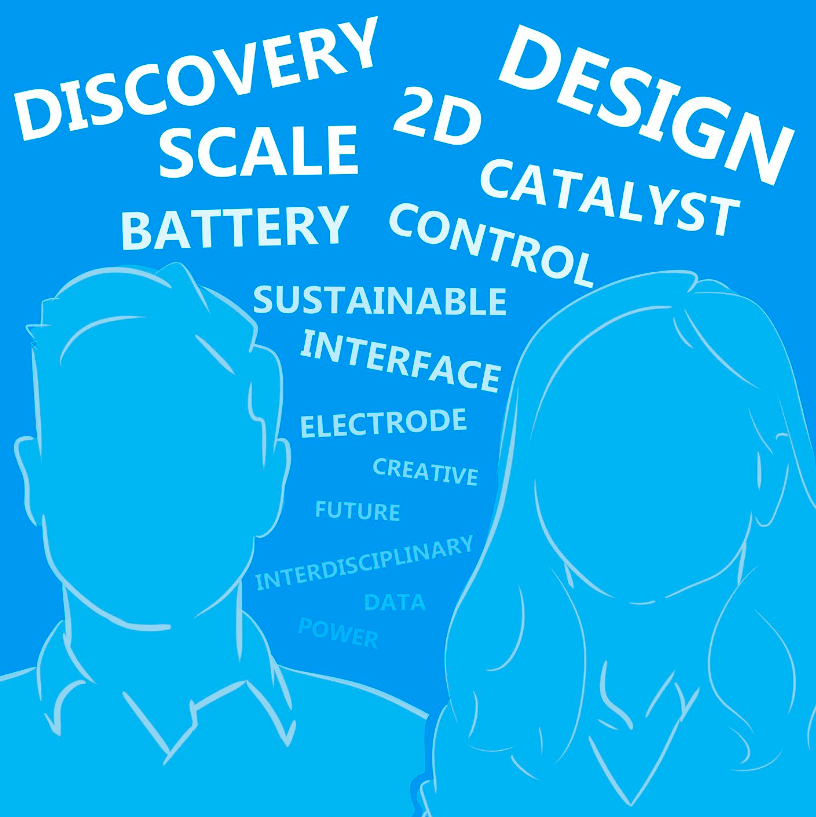 DISCOVERY
DESIGN
2D
SCALE
CATALYST
BATTERY
CONTROL
SUSTAINABLE
INTERFACE
ELECTRODE
CREATIVE
FUTURE
INTERDISCIPLINARY
DATA
POWER